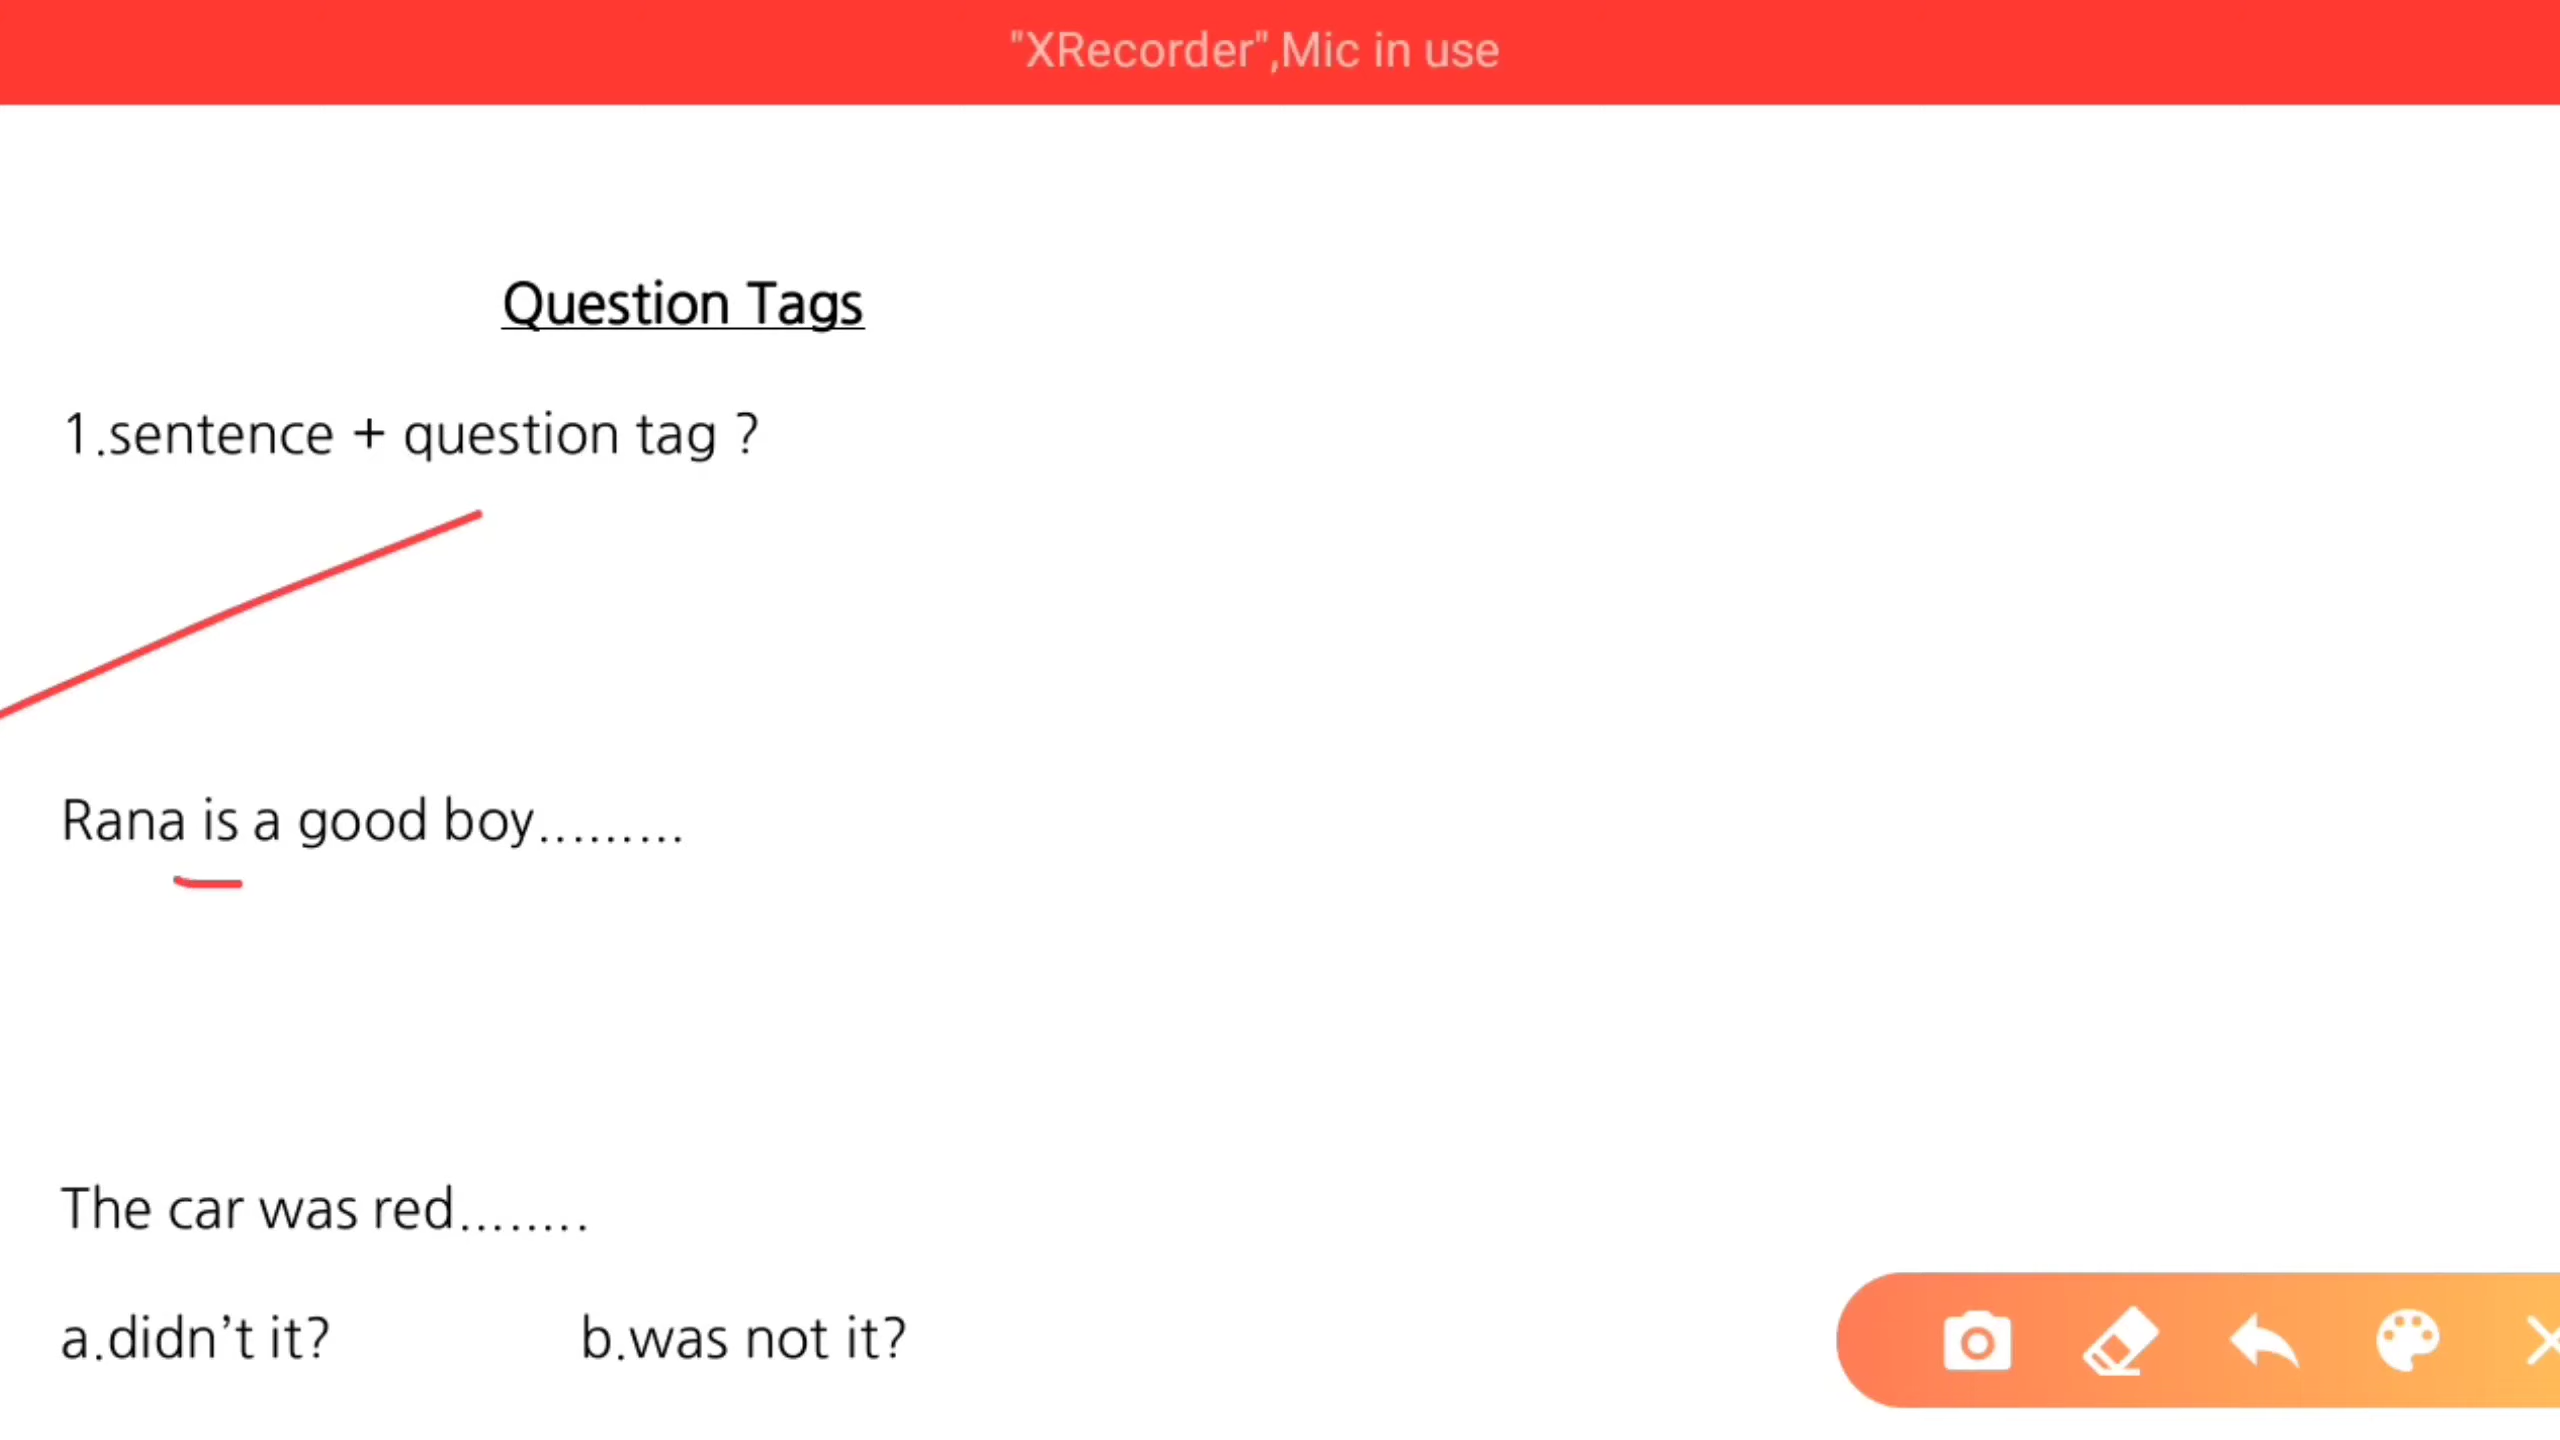 "XRecorder",Mic in use
Question Tags
1.sentence + question tag ?
Rana is a good boy.........
The car was red........
a.didn’t it? b.was not it?